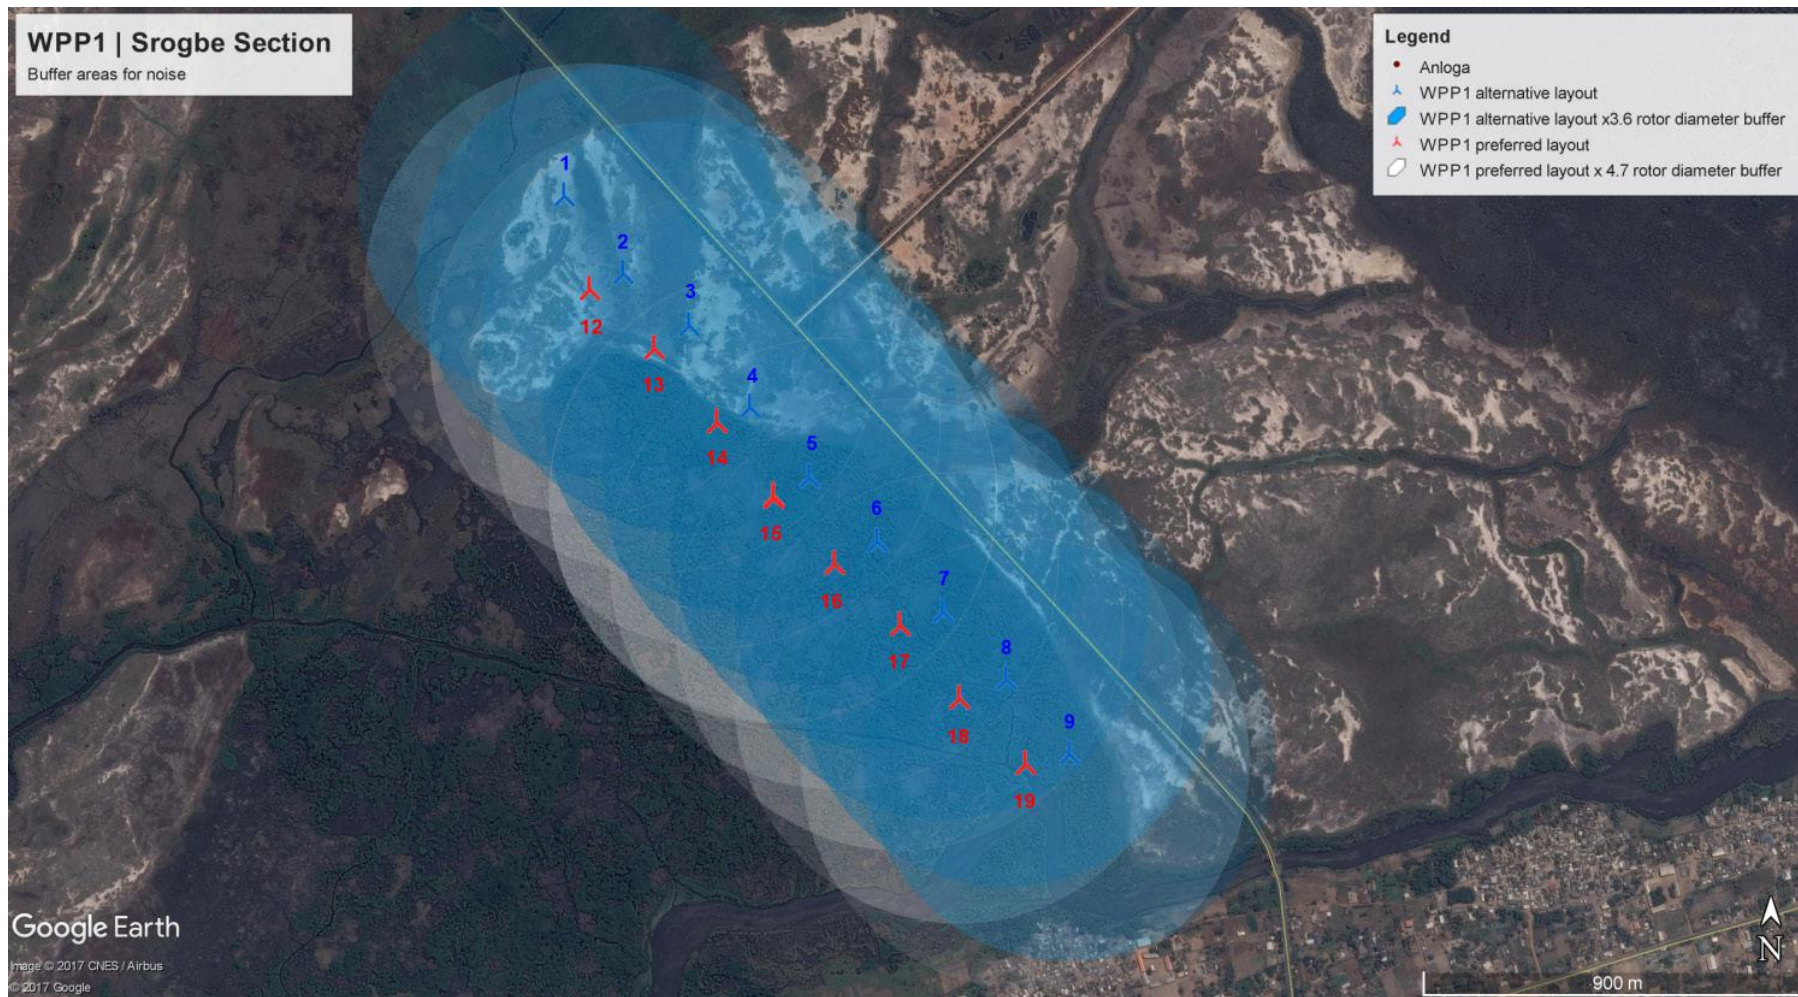 WPP1 | Srogbe Section
Buffer areas for noise
Legend
Anloga
WPP1 alternative layout
WPP1 alternative layout x3.6 rotor diameter buffer
WPP1 preferred layout
WPP1 preferred layout x 4.7 rotor diameter buffer
1
2
3
12
13
4
14
5
15
6
16
7
17
8
18
9
19
Google Earth
Image © 2017 CNES / Airbus
© 2017 Google
N
900 m